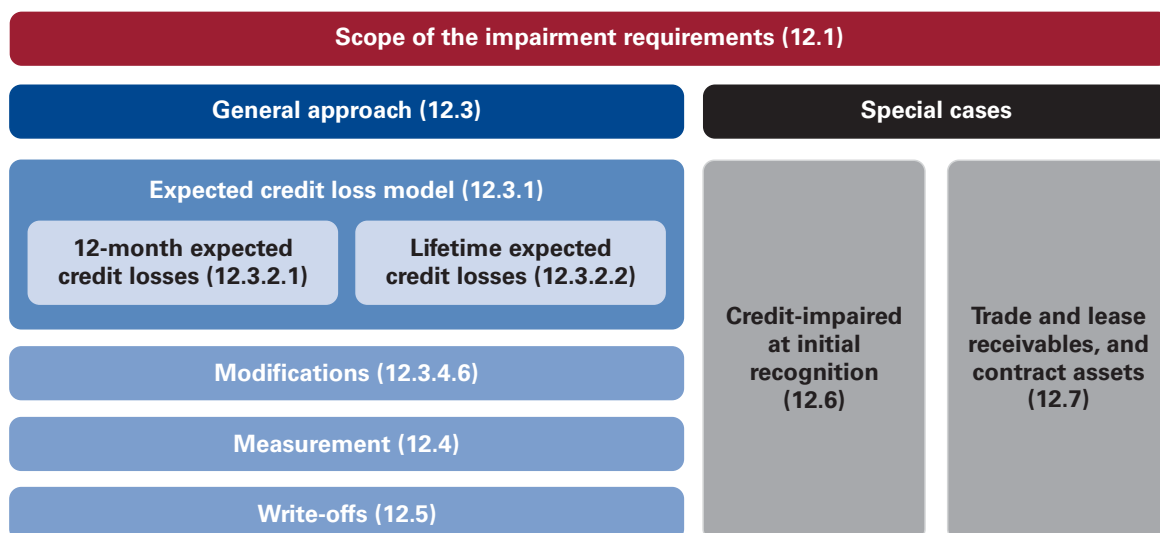 Scope of the impairment requirements (12.1)
General approach (12.3)
Special cases
Expected credit loss model (12.3.1)
12-month expected
credit losses (12.3.2.1)
Lifetime expected
credit losses (12.3.2.2)
Modifications (12.3.4.6)
Measurement (12.4)
Write-offs (12.5)
Credit-impaired
at initial
recognition
(12.6)
Trade and lease
receivables, and
contract assets
(12.7)